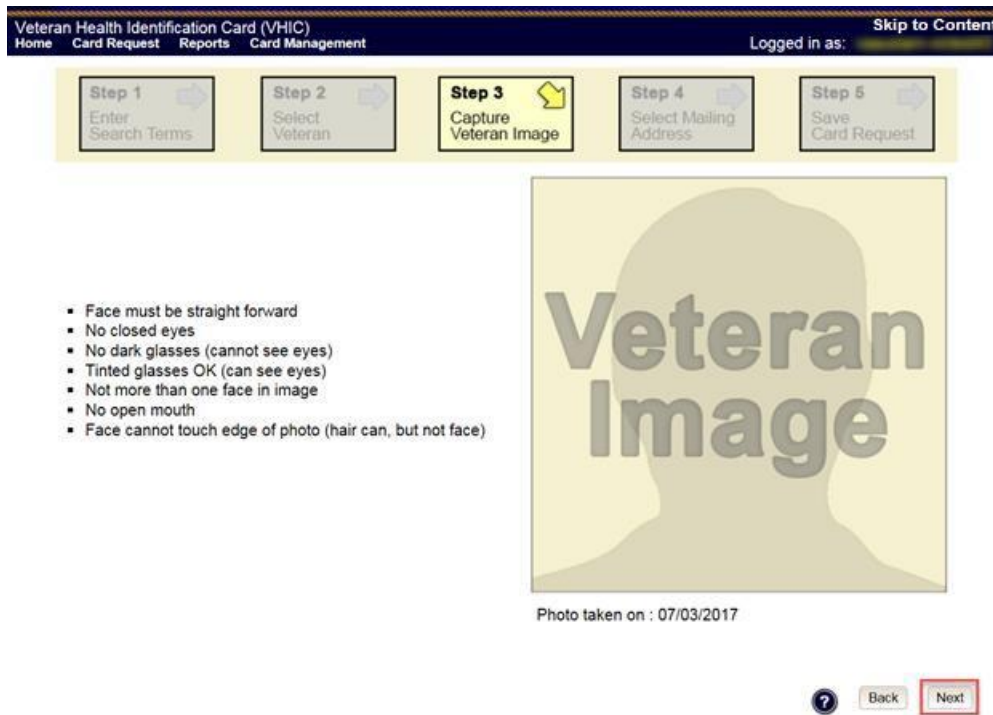 Veteran Health Identification Card (VHIC)
Skip to Content
Home Card Request Reports Card Management
Logged in as:
Step 1
Enter
Search Terms
Step 2
Select
Veteran
Step 3
Capture
Veteran Image
Step 4
Select Mailing
Address
Step 5
Save
Card Request
▪ Face must be straight forward
▪ No closed eyes
▪ No dark glasses (cannot see eyes)
▪ Tinted glasses OK (can see eyes)
▪ Not more than one face in image
▪ No open mouth
▪ Face cannot touch edge of photo (hair can, but not face)
Veteran
Image
Photo taken on : 07/03/2017
? Back Next